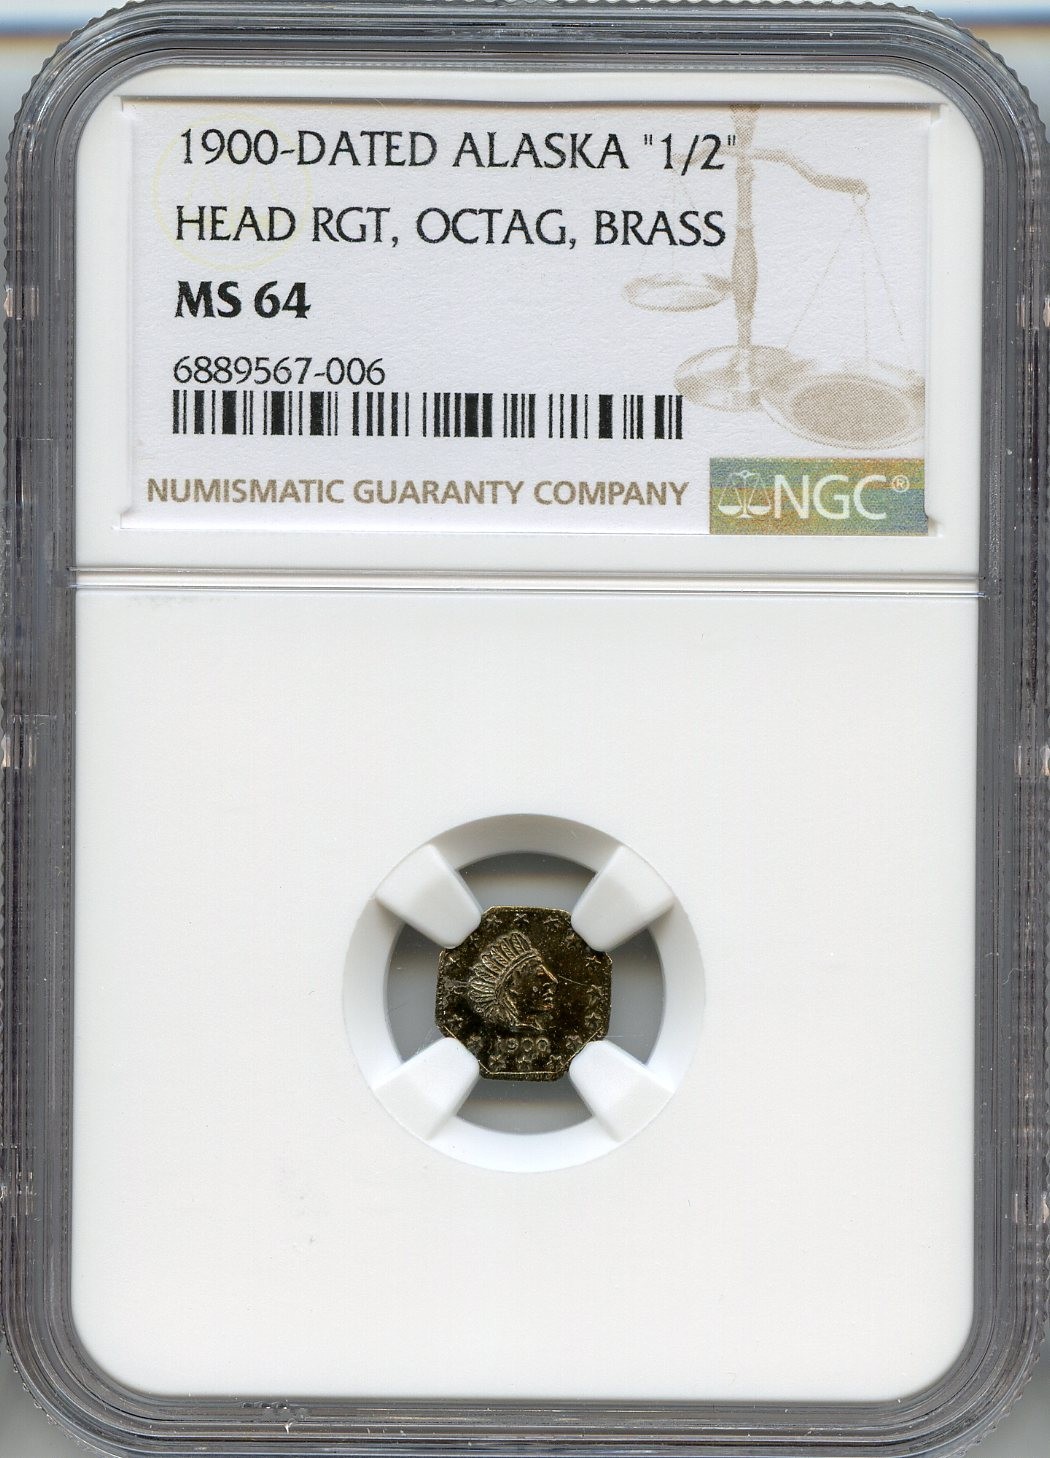 1900-DATED ALASKA "1/2"
HEAD RGT, OCTAG, BRASS
MS 64
6889567-006
NUMISMATIC GUARANTY COMPANY
NGC®
1900